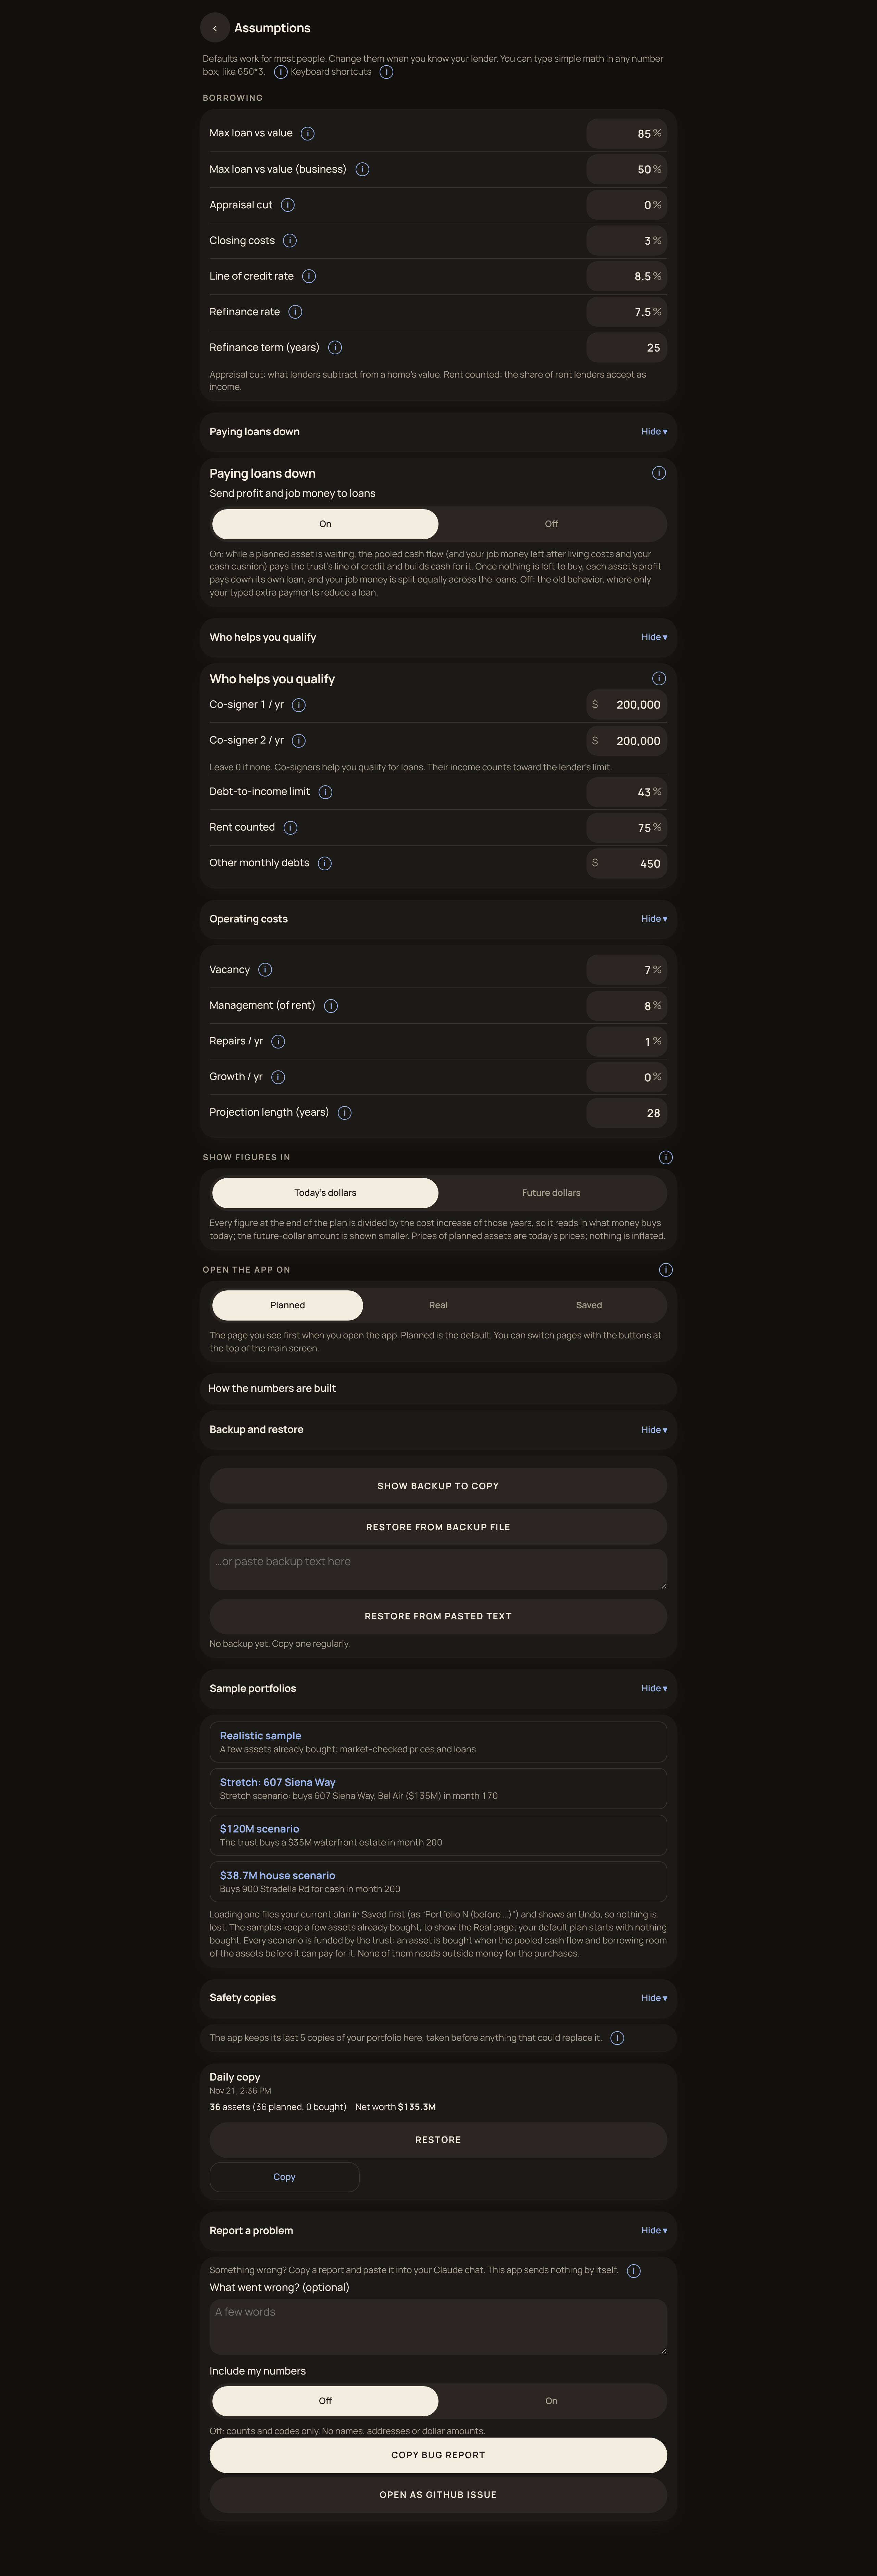 ‹ Assumptions
Defaults work for most people. Change them when you know your lender. You can type simple math in any number
box, like 650*3. i Keyboard shortcuts i
BORROWING
Max loan vs value i 85 %
Max loan vs value (business) i 50 %
Appraisal cut i 0 %
Closing costs i 3 %
Line of credit rate i 8.5 %
Refinance rate i 7.5 %
Refinance term (years) i 25
Appraisal cut: what lenders subtract from a home's value. Rent counted: the share of rent lenders accept as
income.
Paying loans down Hide ▾
Paying loans down i
Send profit and job money to loans
On Off
On: while a planned asset is waiting, the pooled cash flow (and your job money left after living costs and your
cash cushion) pays the trust's line of credit and builds cash for it. Once nothing is left to buy, each asset's profit
pays down its own loan, and your job money is split equally across the loans. Off: the old behavior, where only
your typed extra payments reduce a loan.
Who helps you qualify Hide ▾
Who helps you qualify i
Co-signer 1 / yr i $ 200,000
Co-signer 2 / yr i $ 200,000
Leave 0 if none. Co-signers help you qualify for loans. Their income counts toward the lender's limit.
Debt-to-income limit i 43 %
Rent counted i 75 %
Other monthly debts i $ 450
Operating costs Hide ▾
Vacancy i 7 %
Management (of rent) i 8 %
Repairs / yr i 1 %
Growth / yr i 0 %
Projection length (years) i 28
SHOW FIGURES IN i
Today's dollars Future dollars
Every figure at the end of the plan is divided by the cost increase of those years, so it reads in what money buys
today; the future-dollar amount is shown smaller. Prices of planned assets are today's prices; nothing is inflated.
OPEN THE APP ON i
Planned Real Saved
The page you see first when you open the app. Planned is the default. You can switch pages with the buttons at
the top of the main screen.
How the numbers are built
Backup and restore Hide ▾
SHOW BACKUP TO COPY
RESTORE FROM BACKUP FILE
...or paste backup text here
RESTORE FROM PASTED TEXT
No backup yet. Copy one regularly.
Sample portfolios Hide ▾
Realistic sample
A few assets already bought; market-checked prices and loans
Stretch: 607 Siena Way
Stretch scenario: buys 607 Siena Way, Bel Air ($135M) in month 170
$120M scenario
The trust buys a $35M waterfront estate in month 200
$38.7M house scenario
Buys 900 Stradella Rd for cash in month 200
Loading one files your current plan in Saved first (as "Portfolio N (before ...)") and shows an Undo, so nothing is
lost. The samples keep a few assets already bought, to show the Real page; your default plan starts with nothing
bought. Every scenario is funded by the trust: an asset is bought when the pooled cash flow and borrowing room
of the assets before it can pay for it. None of them needs outside money for the purchases.
Safety copies Hide ▾
The app keeps its last 5 copies of your portfolio here, taken before anything that could replace it. i
Daily copy
Nov 21, 2:36 PM
36 assets (36 planned, 0 bought) Net worth $135.3M
RESTORE
Copy
Report a problem Hide ▾
Something wrong? Copy a report and paste it into your Claude chat. This app sends nothing by itself. i
What went wrong? (optional)
A few words
Include my numbers
Off On
Off: counts and codes only. No names, addresses or dollar amounts.
COPY BUG REPORT
OPEN AS GITHUB ISSUE